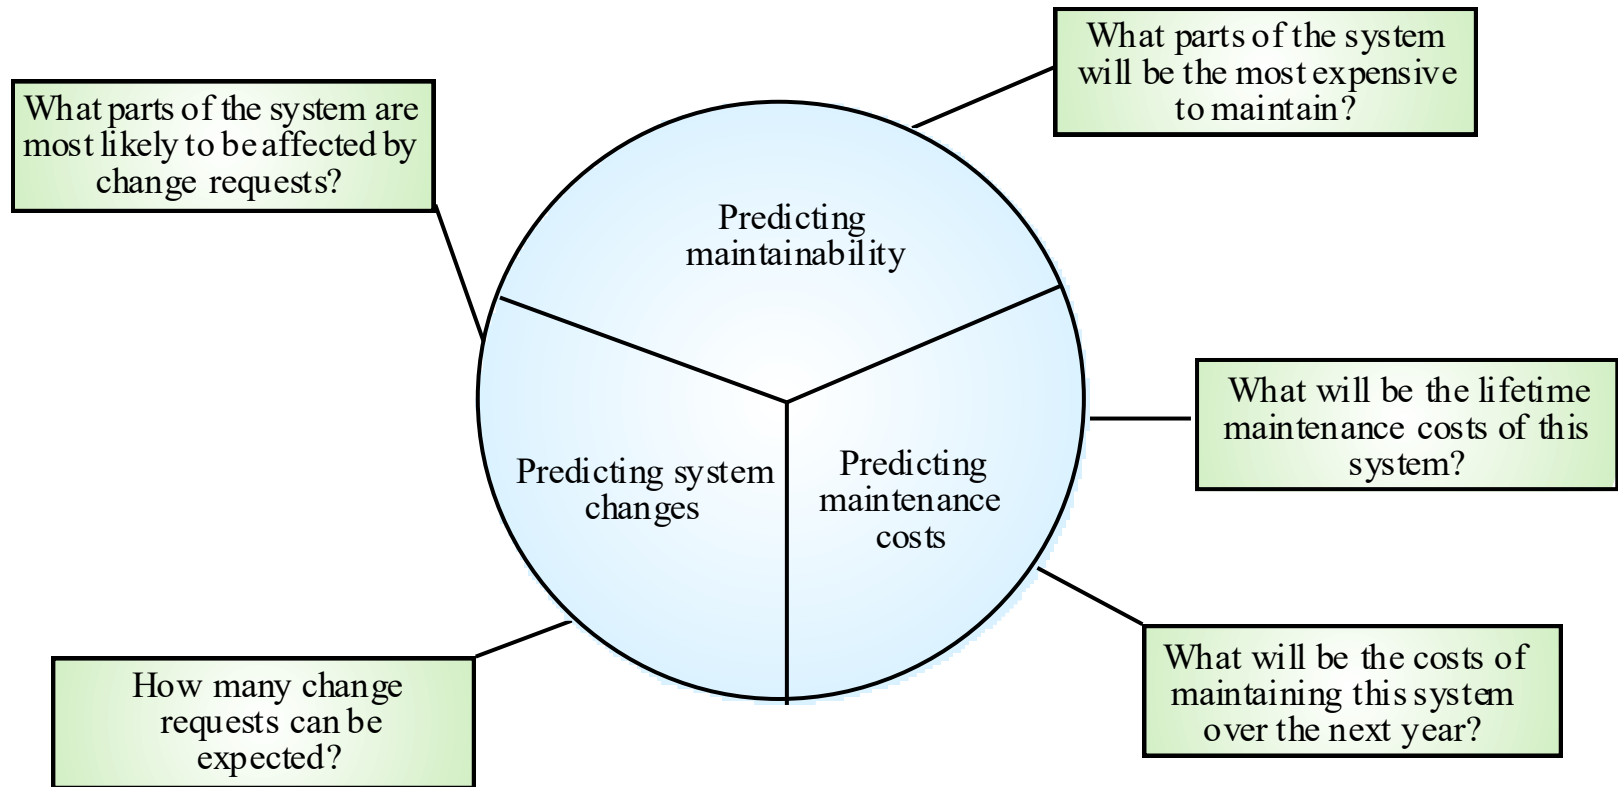 What parts of the system
will be the most expensive
to maintain?
What parts of the system are
most likely to be affected by
change requests?
Predicting
maintainability
What will be the lifetime
maintenance costs of this
system?
Predicting system
changes
Predicting
maintenance
costs
What will be the costs of
maintaining this system
over the next year?
How many change
requests can be
expected?